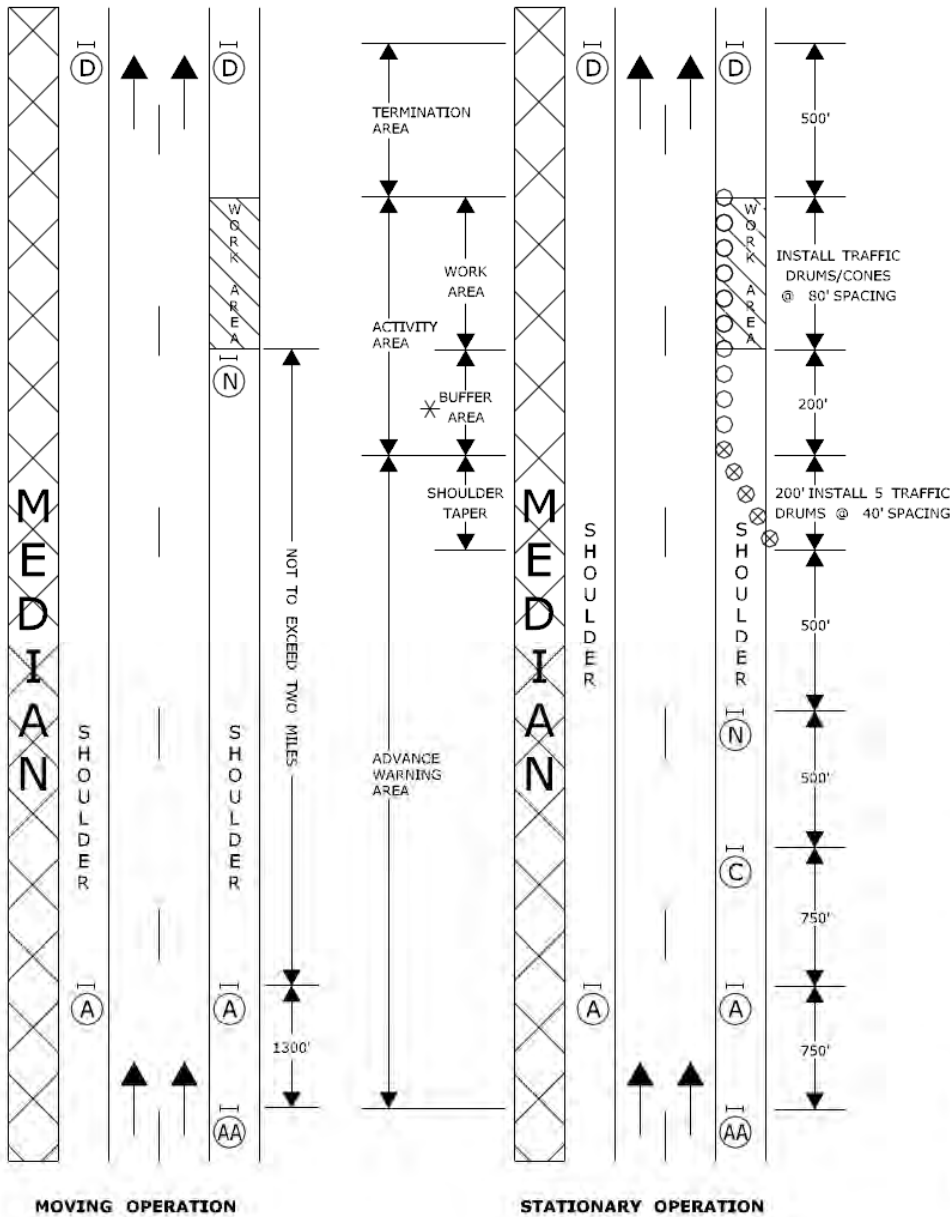 D
D
WORK AREA
N
MEDIAN
SHOULDER
SHOULDER
NOT TO EXCEED TWO MILES
A
A
1300'
AA
MOVING OPERATION
TERMINATION
AREA
WORK
AREA
ACTIVITY
AREA
* BUFFER
AREA
SHOULDER
TAPER
ADVANCE
WARNING
AREA
D
D
500'
WORK AREA
INSTALL TRAFFIC
DRUMS/CONES
@ 80' SPACING
200'
200' INSTALL 5 TRAFFIC
DRUMS @ 40' SPACING
MEDIAN
SHOULDER
SHOULDER
500'
N
500'
C
750'
A
A
750'
AA
STATIONARY OPERATION